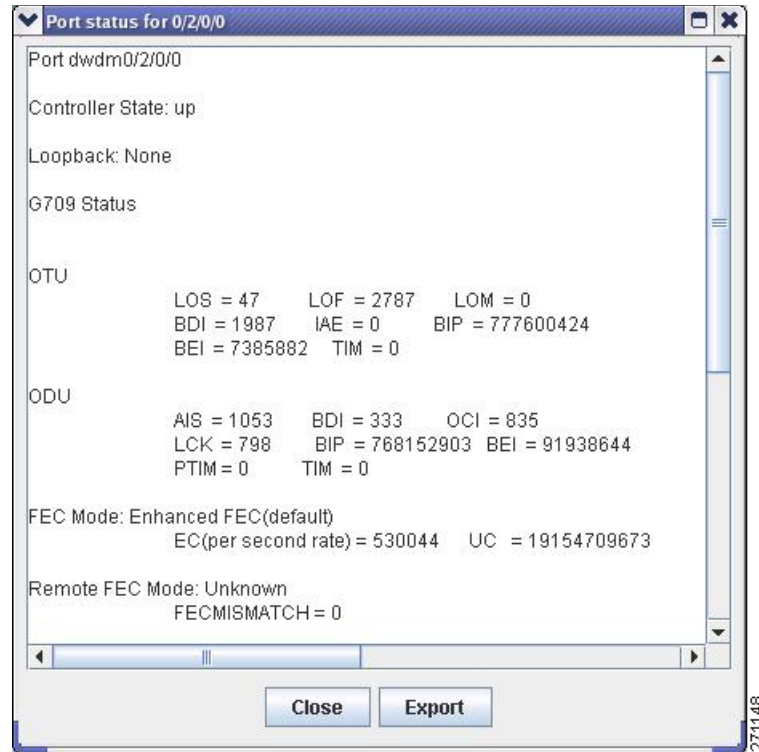 Port status for 0/2/0/0
Port dwdm0/2/0/0
Controller State: up
Loopback: None
G709 Status
OTU
LOS = 47 LOF = 2787 LOM = 0
BDI = 1987 IAE = 0 BIP = 777600424
BEI = 7385882 TIM = 0
ODU
AIS = 1053 BDI = 333 OCI = 835
LCK = 798 BIP = 768152903 BEI = 91938644
PTIM = 0 TIM = 0
FEC Mode: Enhanced FEC(default)
EC(per second rate) = 530044 UC = 19154709673
Remote FEC Mode: Unknown
FECMISMATCH = 0
Close Export
271148